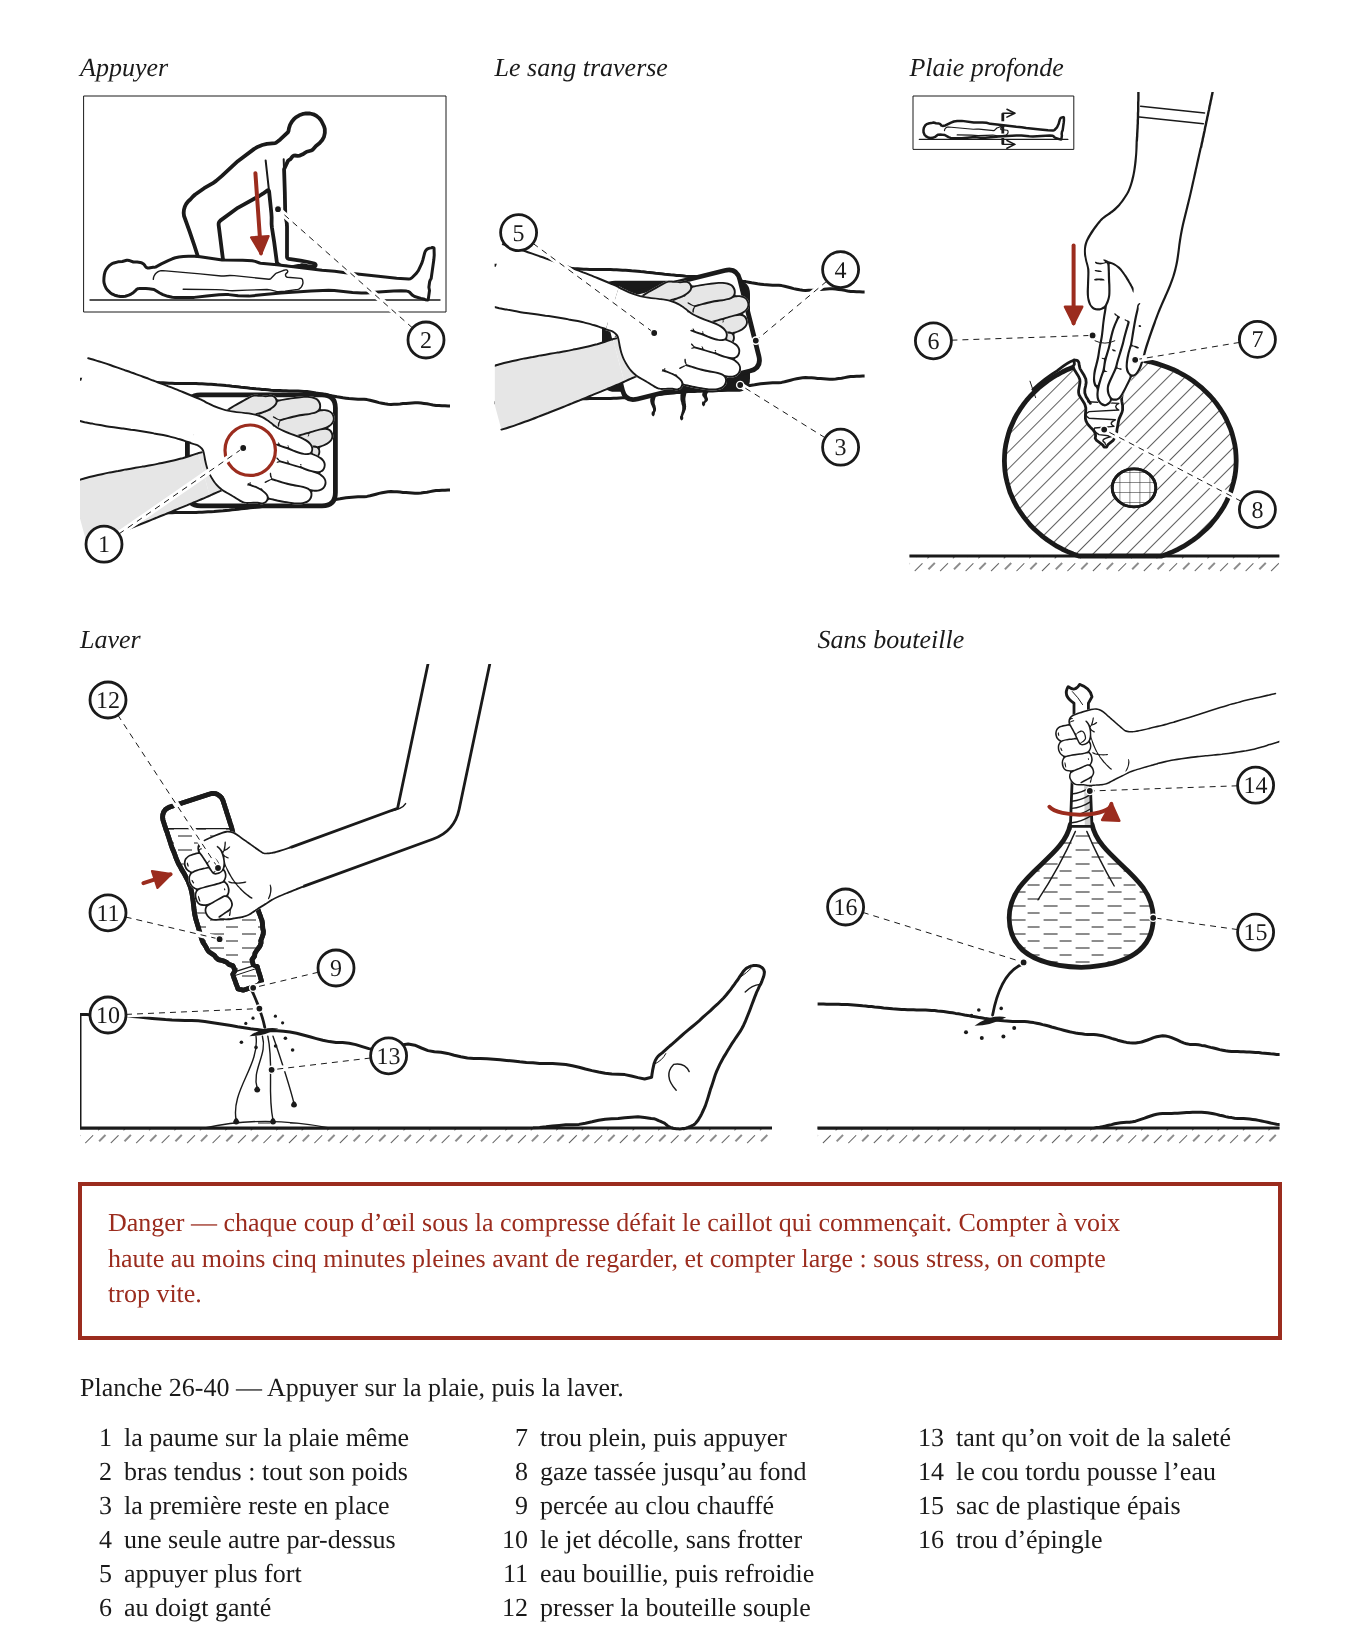 Appuyer
Le sang traverse
Plaie profonde
5
4
2
6
7
3
1
8
Laver
Sans bouteille
12
14
11
16
15
9
10
13
Danger — chaque coup d’œil sous la compresse défait le caillot qui commençait. Compter à voix
haute au moins cinq minutes pleines avant de regarder, et compter large : sous stress, on compte
trop vite.
Planche 26-40 — Appuyer sur la plaie, puis la laver.
1 la paume sur la plaie même
2 bras tendus : tout son poids
3 la première reste en place
4 une seule autre par-dessus
5 appuyer plus fort
6 au doigt ganté
7 trou plein, puis appuyer
8 gaze tassée jusqu’au fond
9 percée au clou chauffé
10 le jet décolle, sans frotter
11 eau bouillie, puis refroidie
12 presser la bouteille souple
13 tant qu’on voit de la saleté
14 le cou tordu pousse l’eau
15 sac de plastique épais
16 trou d’épingle